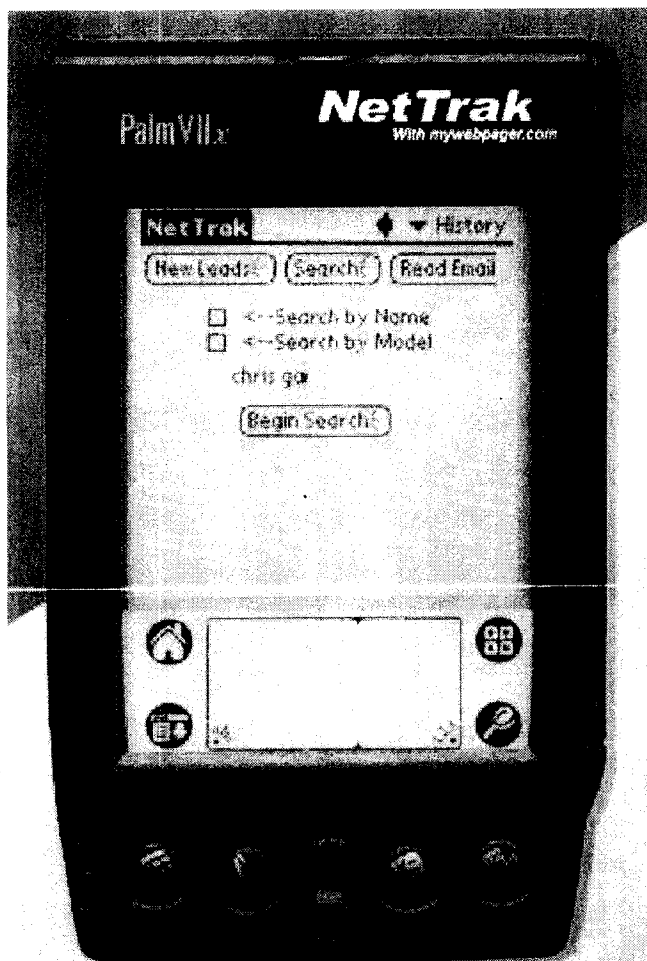 NetTrak
PalmVIIx
With mywebpager.com
NetTrak History
New Leads Search Read Email
<--Search by Name
<--Search by Model
chris gar
Begin Search